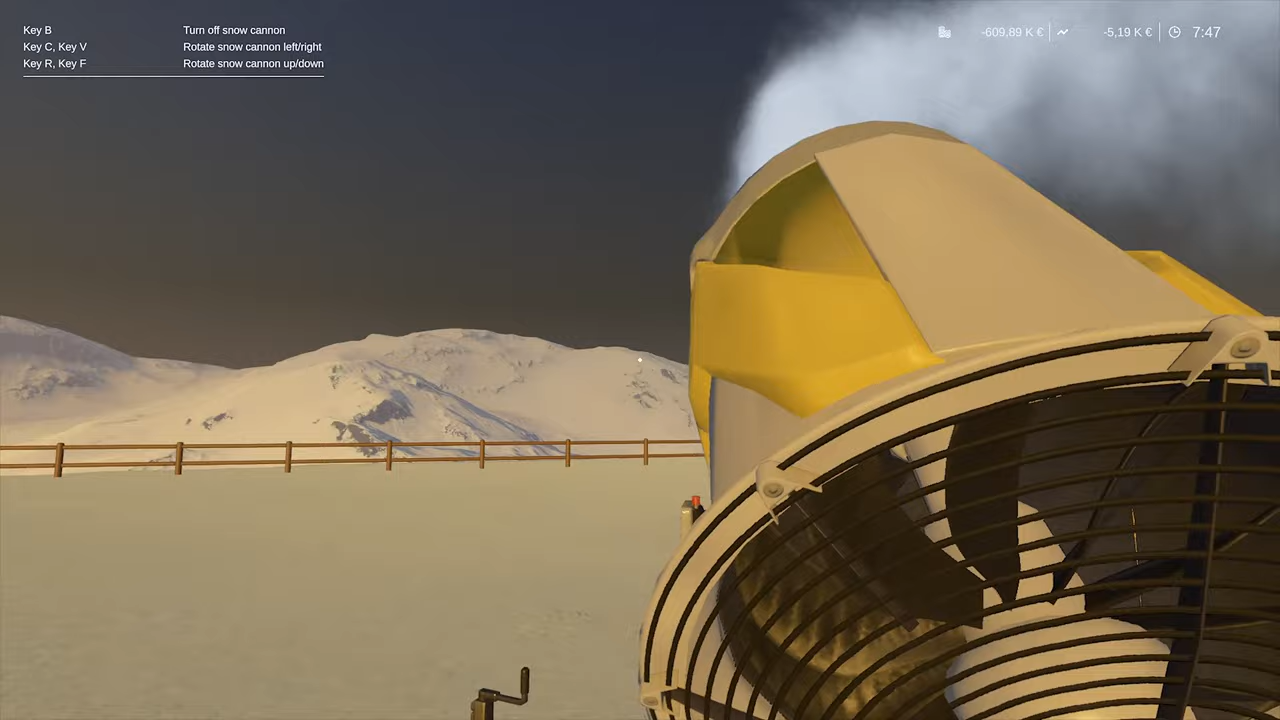 Key B Turn off snow cannon
Key C, Key V Rotate snow cannon left/right
Key R, Key F Rotate snow cannon up/down
-609,89 K € -5,19 K € 7:47